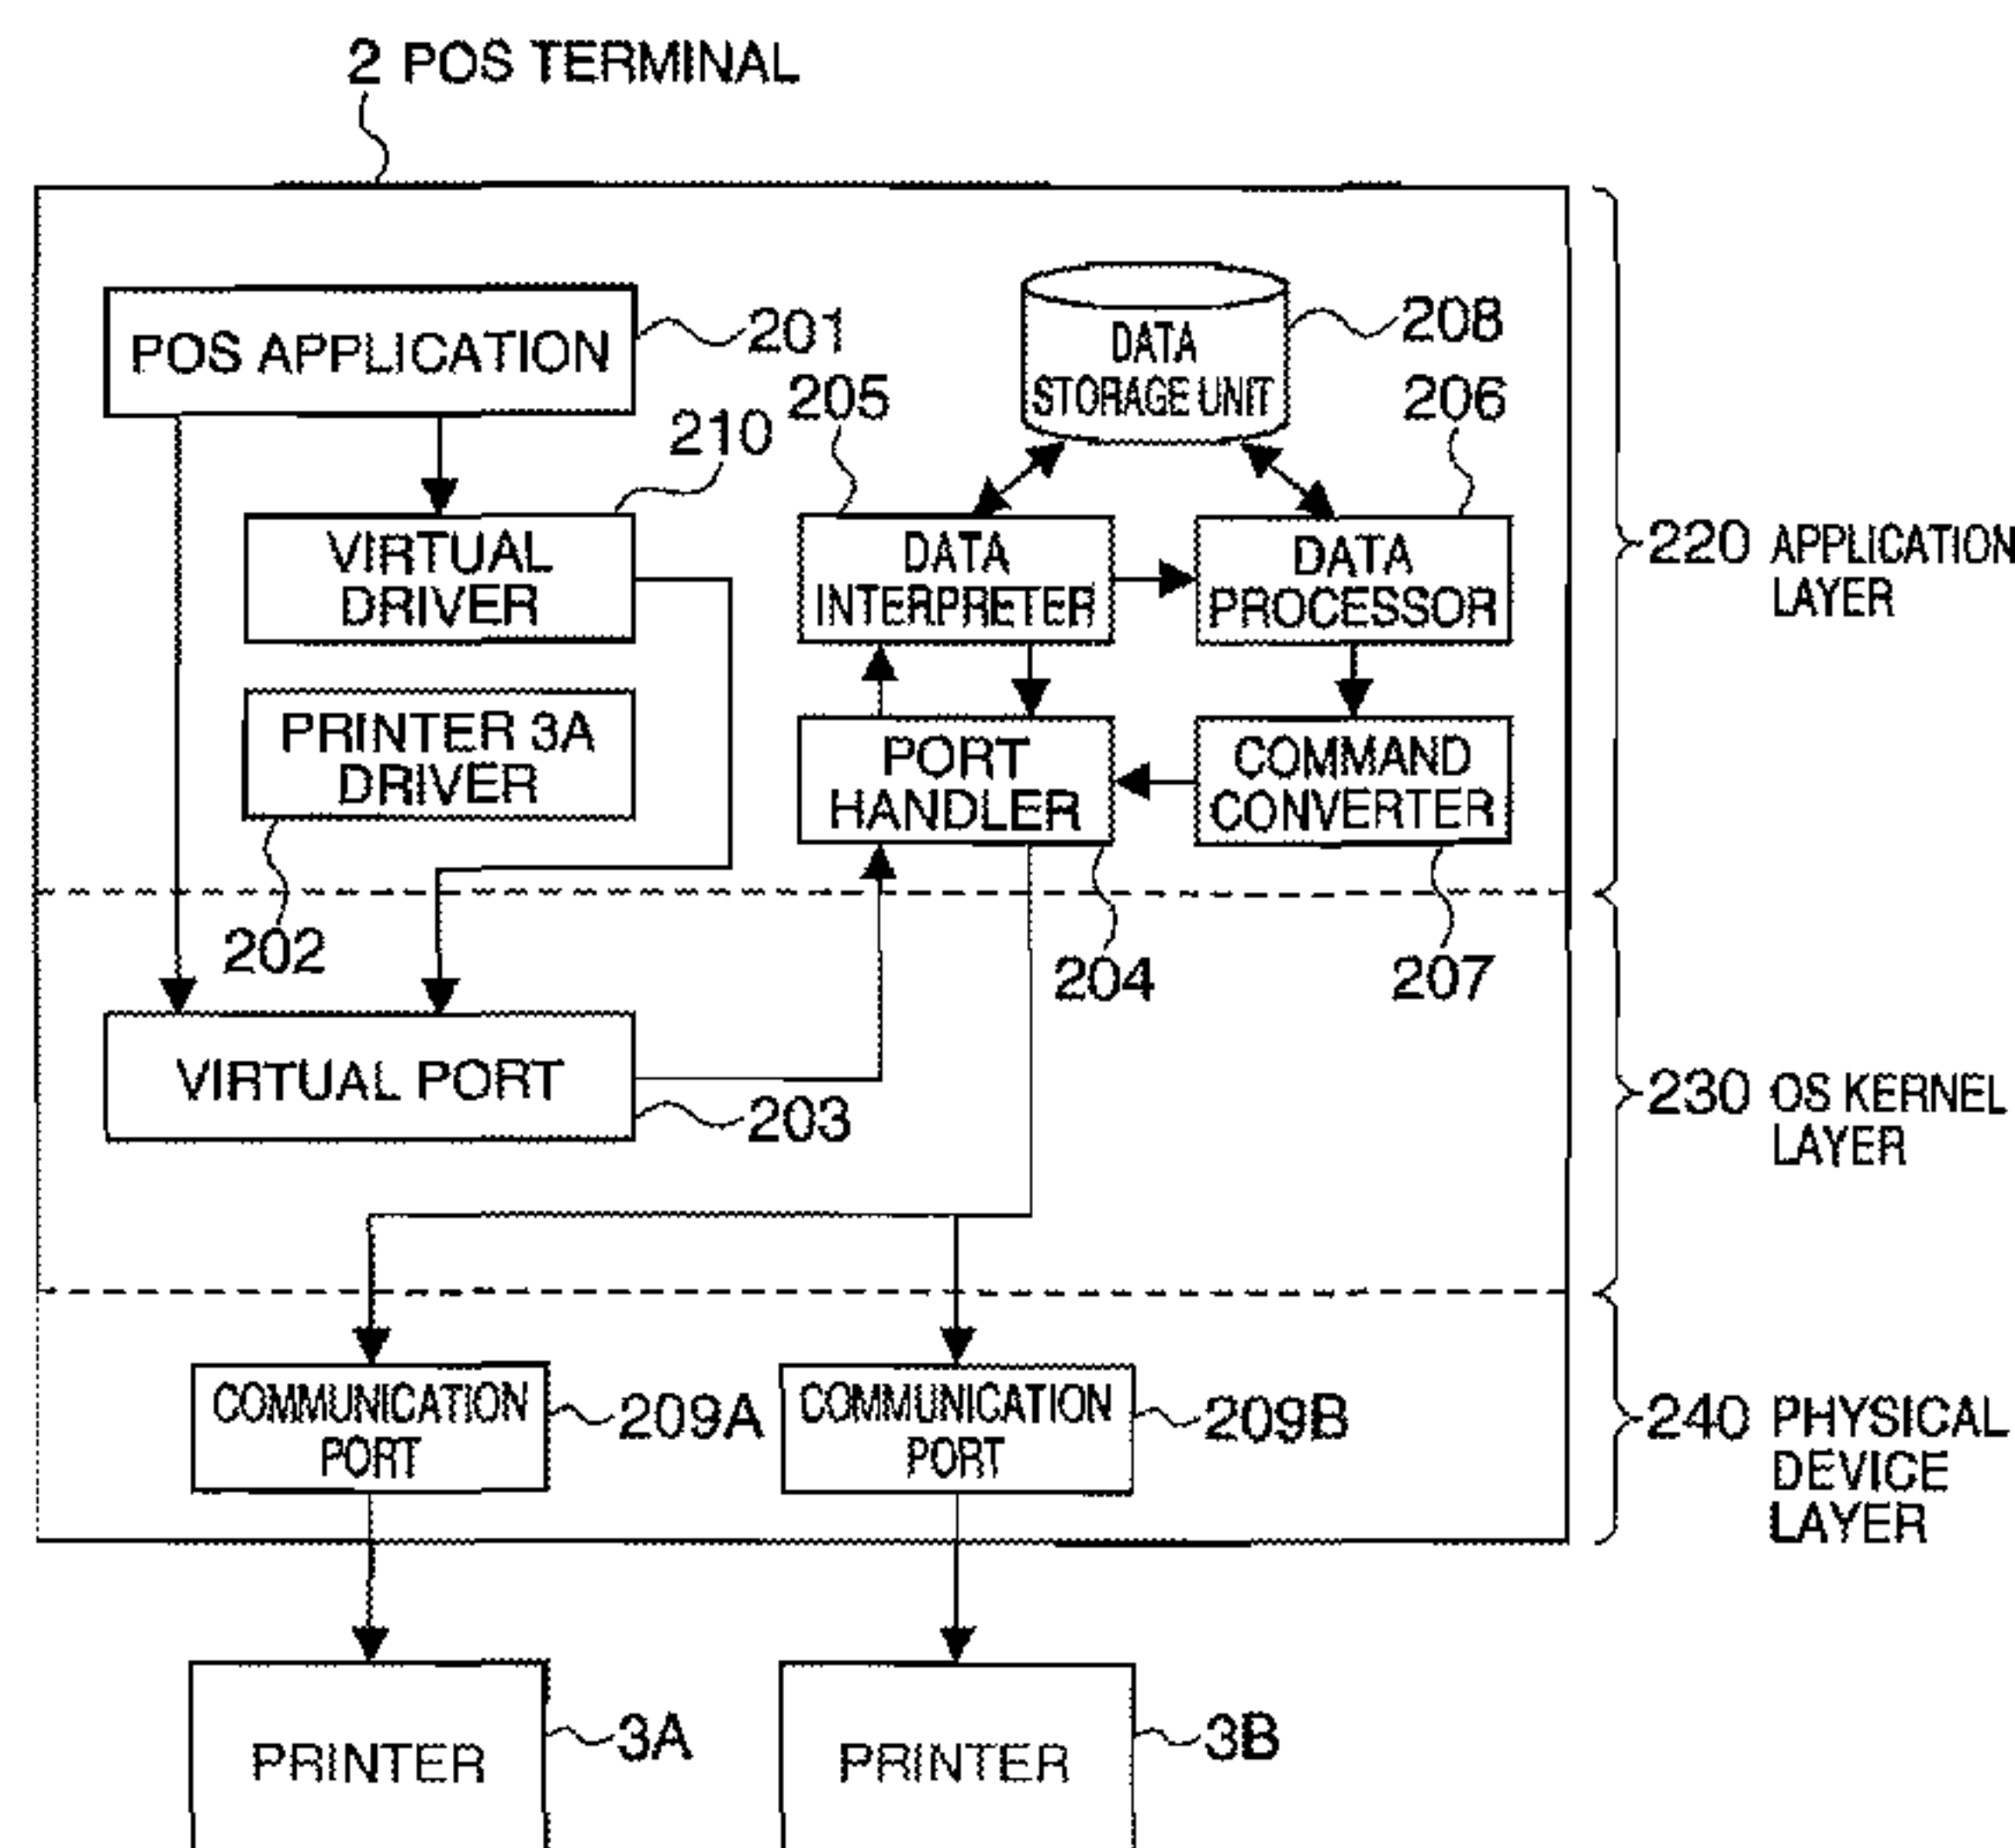 2 POS TERMINAL
POS APPLICATION
201
DATA
STORAGE UNIT
208
210
205
206
VIRTUAL
DRIVER
DATA
INTERPRETER
DATA
PROCESSOR
220 APPLICATION
LAYER
PRINTER 3A
DRIVER
PORT
HANDLER
COMMAND
CONVERTER
202
204
207
VIRTUAL PORT
203
230 OS KERNEL
LAYER
COMMUNICATION
PORT
209A
COMMUNICATION
PORT
209B
240 PHYSICAL
DEVICE
LAYER
PRINTER
3A
PRINTER
3B